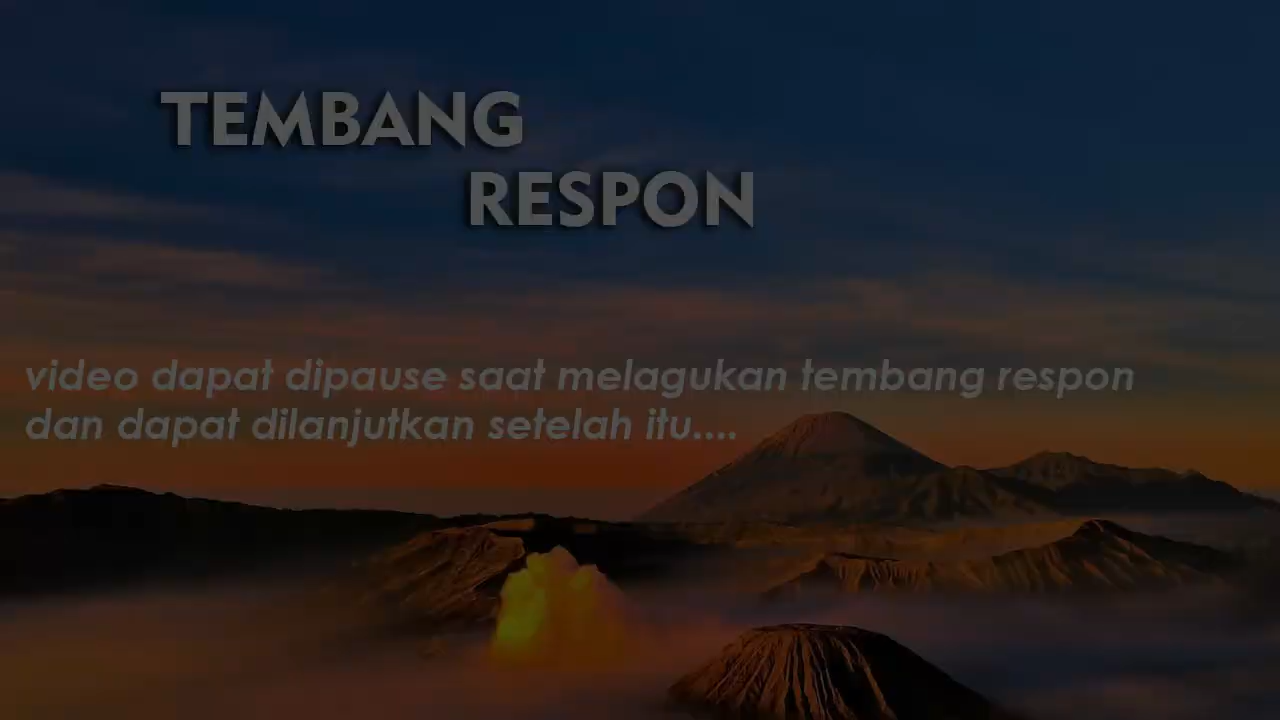 TEMBANG
RESPON
video dapat dipause saat melagukan tembang respon
dan dapat dilanjutkan setelah itu....